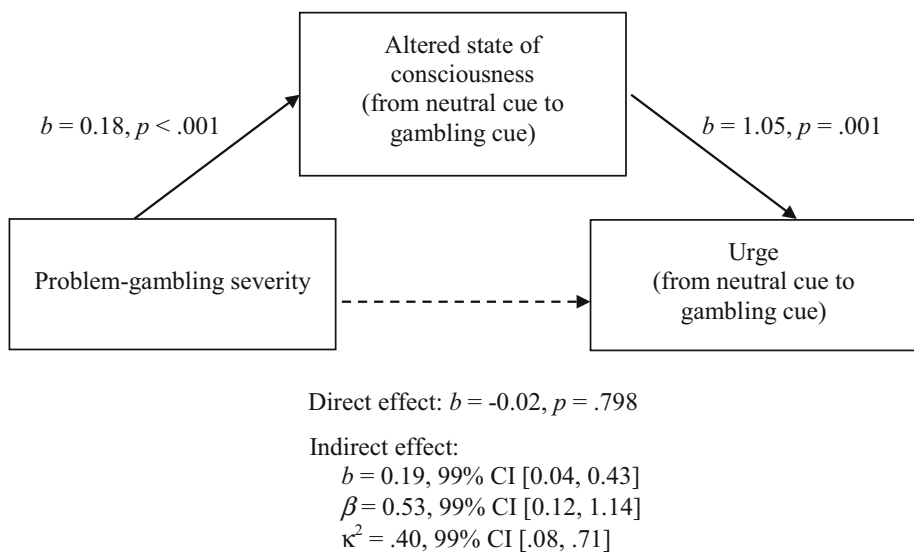 Altered state of
consciousness
(from neutral cue to
gambling cue)
b = 0.18, p < .001
b = 1.05, p = .001
Problem-gambling severity
Urge
(from neutral cue to
gambling cue)
Direct effect: b = -0.02, p = .798
Indirect effect:
b = 0.19, 99% CI [0.04, 0.43]
β = 0.53, 99% CI [0.12, 1.14]
κ² = .40, 99% CI [.08, .71]